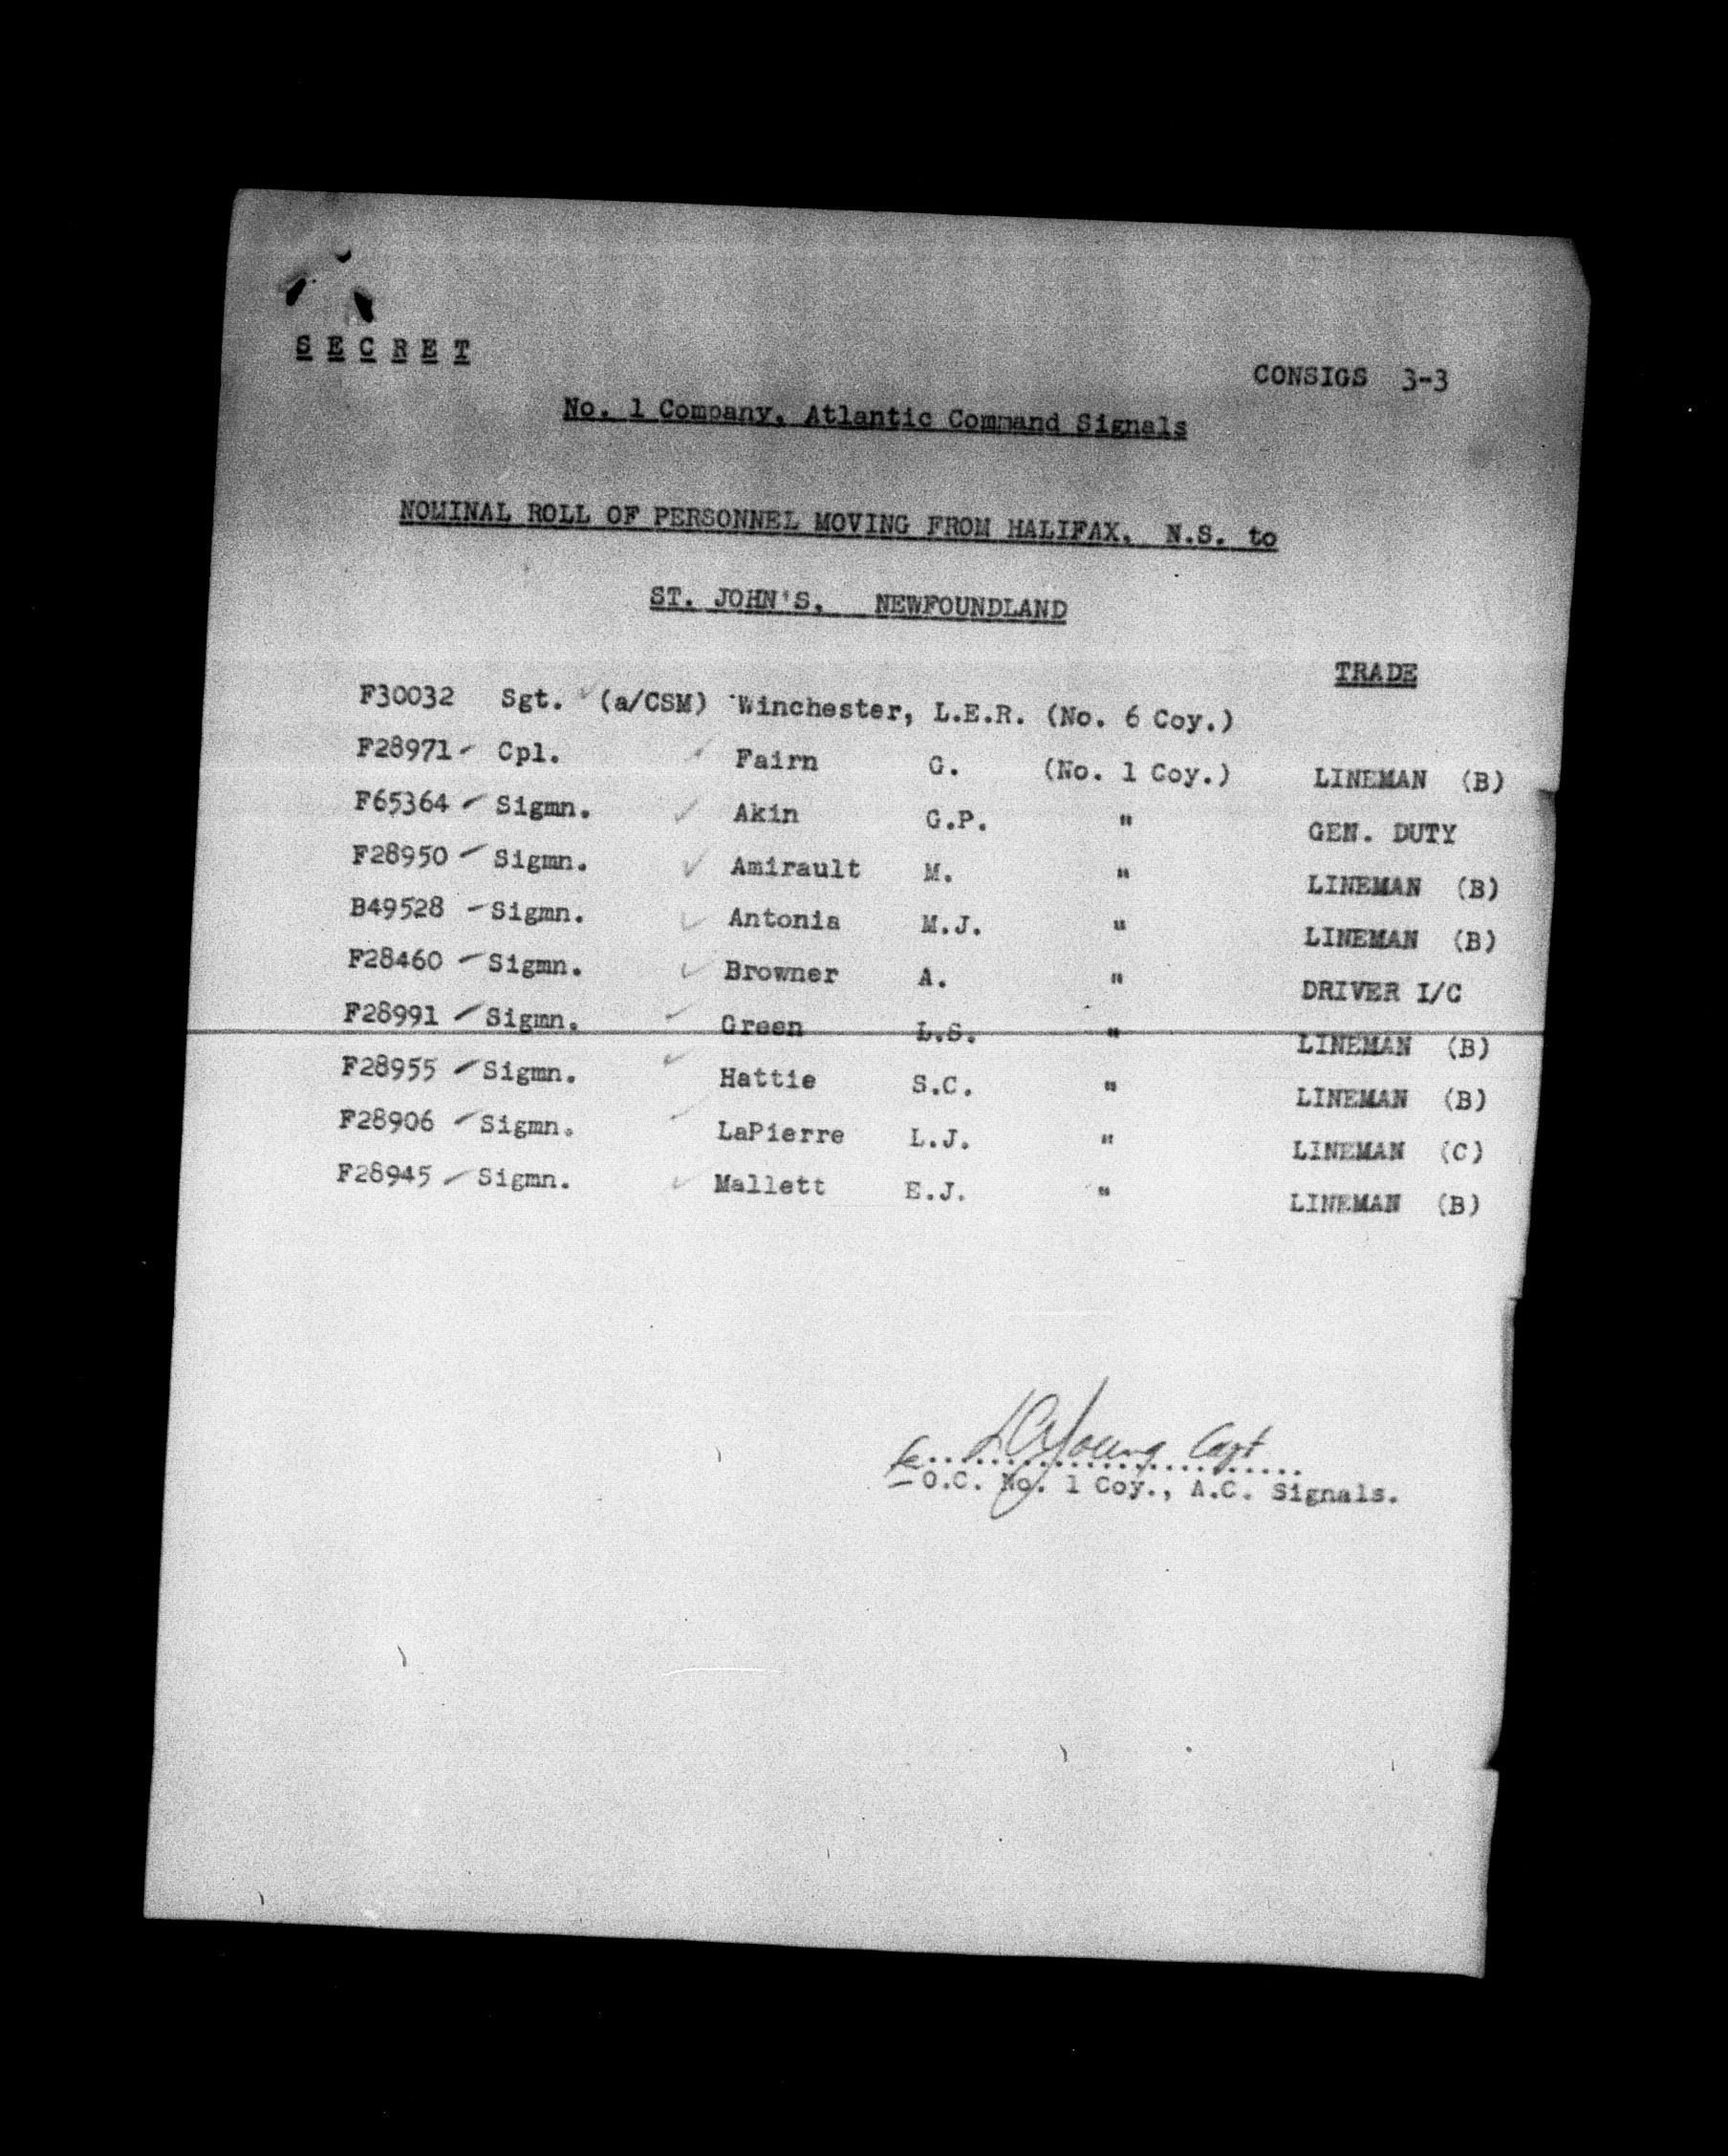 S E C R E T
CONSIGS 3-3
No. 1 Company, Atlantic Command Signals
NOMINAL ROLL OF PERSONNEL MOVING FROM HALIFAX, N.S. to
ST. JOHN'S, NEWFOUNDLAND
TRADE
F30032 Sgt. (a/CSM) Winchester, L.E.R. (No. 6 Coy.)
F28971 Cpl. Fairn G. (No. 1 Coy.) LINEMAN (B)
F65364 Sigmn. Akin G.P. " GEN. DUTY
F28950 Sigmn. Amirault M. " LINEMAN (B)
B49528 Sigmn. Antonia M.J. " LINEMAN (B)
F28460 Sigmn. Browner A. " DRIVER I/C
F28991 Sigmn. Green L.S. " LINEMAN (B)
F28955 Sigmn. Hattie S.C. " LINEMAN (B)
F28906 Sigmn. LaPierre L.J. " LINEMAN (C)
F28945 Sigmn. Mallett E.J. " LINEMAN (B)
Young Capt
O.C. No. 1 Coy., A.C. Signals.